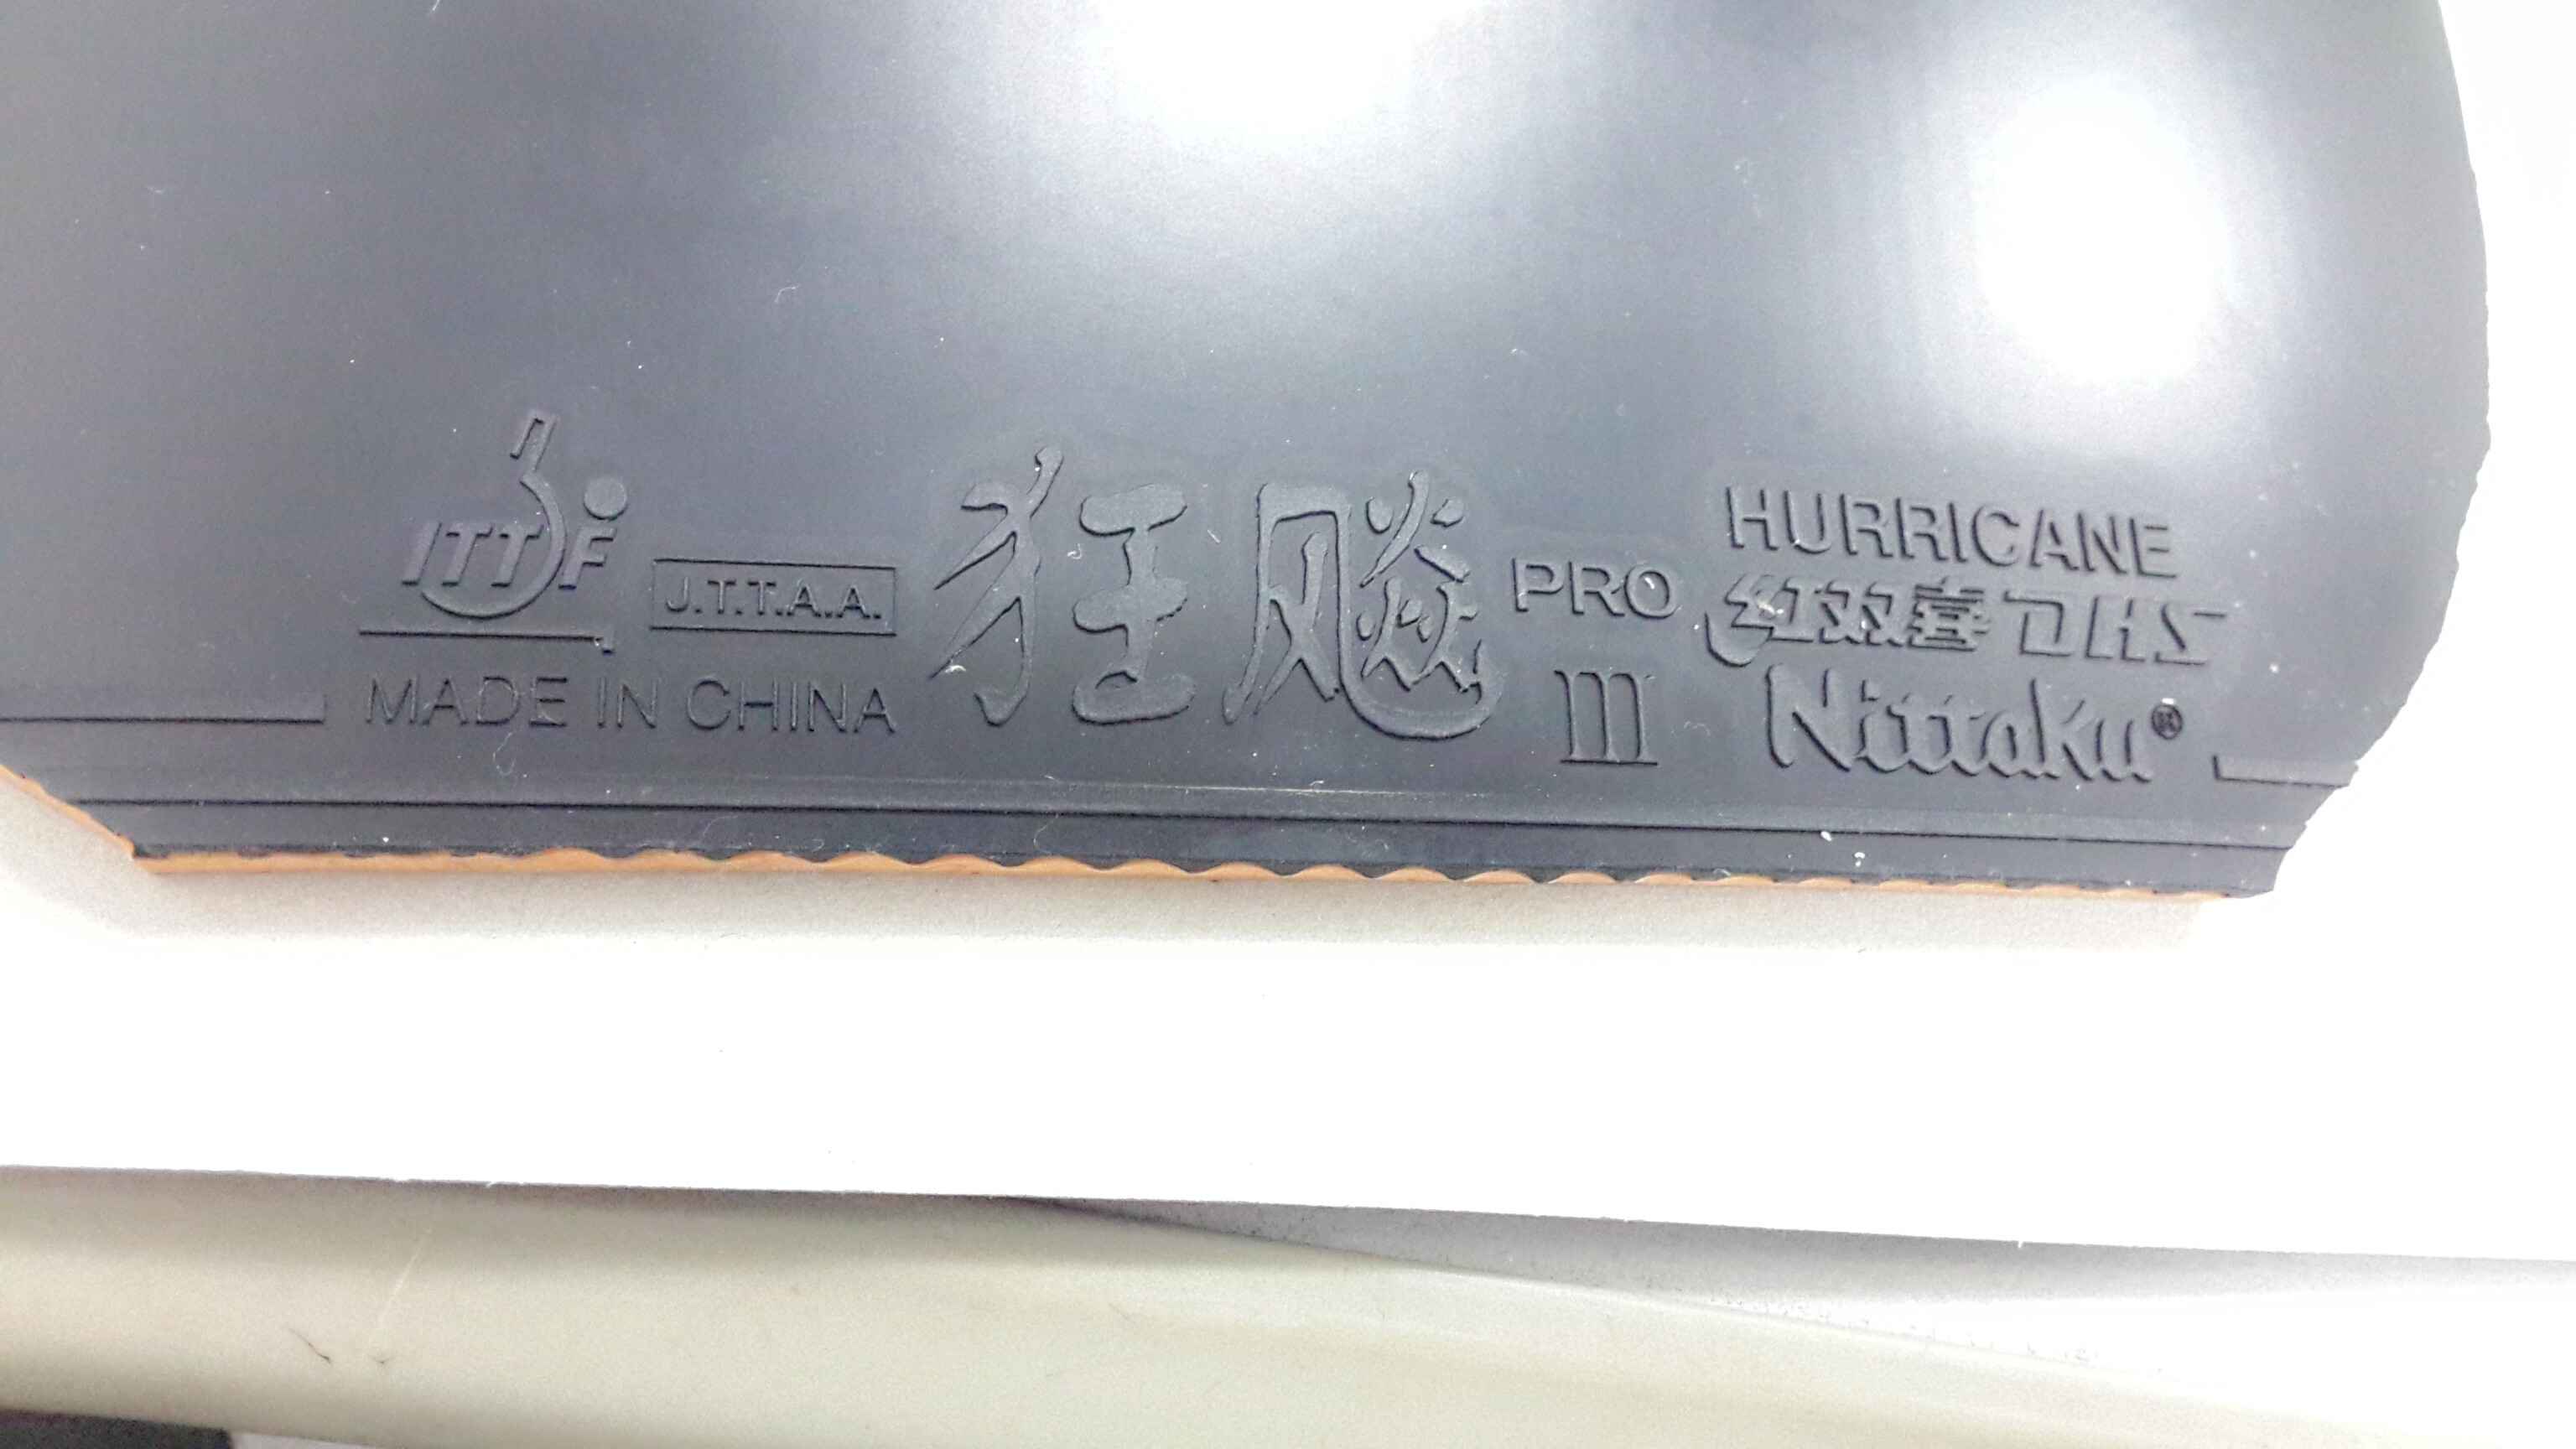 ITTF
J.T.T.A.A.
MADE IN CHINA
狂飚
PRO
III
HURRICANE
红双喜 DHS
Nittaku®